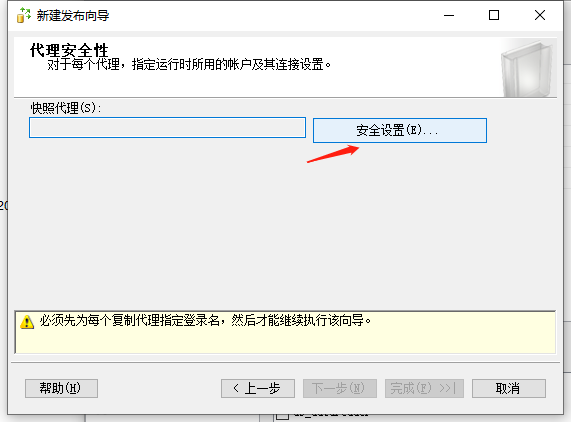 新建发布向导
代理安全性
对于每个代理，指定运行时所用的帐户及其连接设置。
快照代理(S):
安全设置(E)...
20
必须先为每个复制代理指定登录名，然后才能继续执行该向导。
帮助(H)
< 上一步
下一步(N)
完成(F) >>|
取消